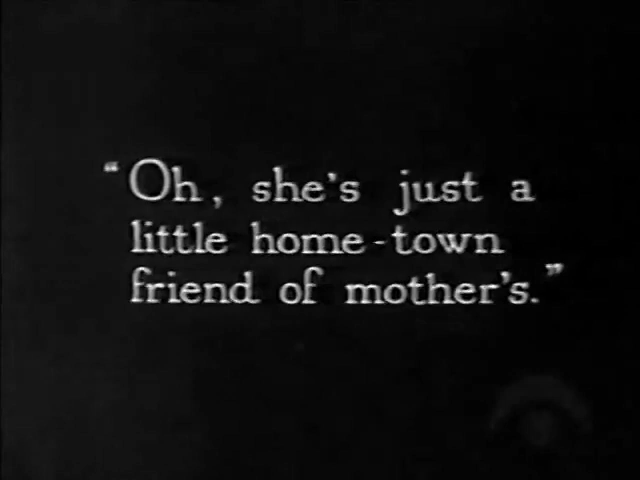 “Oh, she's just a
little home-town
friend of mother's.”